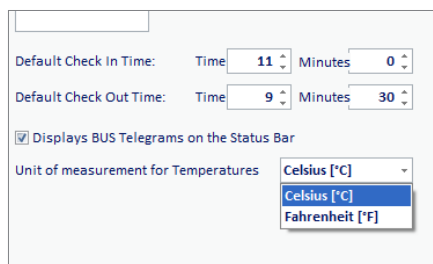 Default Check In Time: Time 11 Minutes 0
Default Check Out Time: Time 9 Minutes 30
Displays BUS Telegrams on the Status Bar
Unit of measurement for Temperatures Celsius [°C]
Celsius [°C]
Fahrenheit [°F]